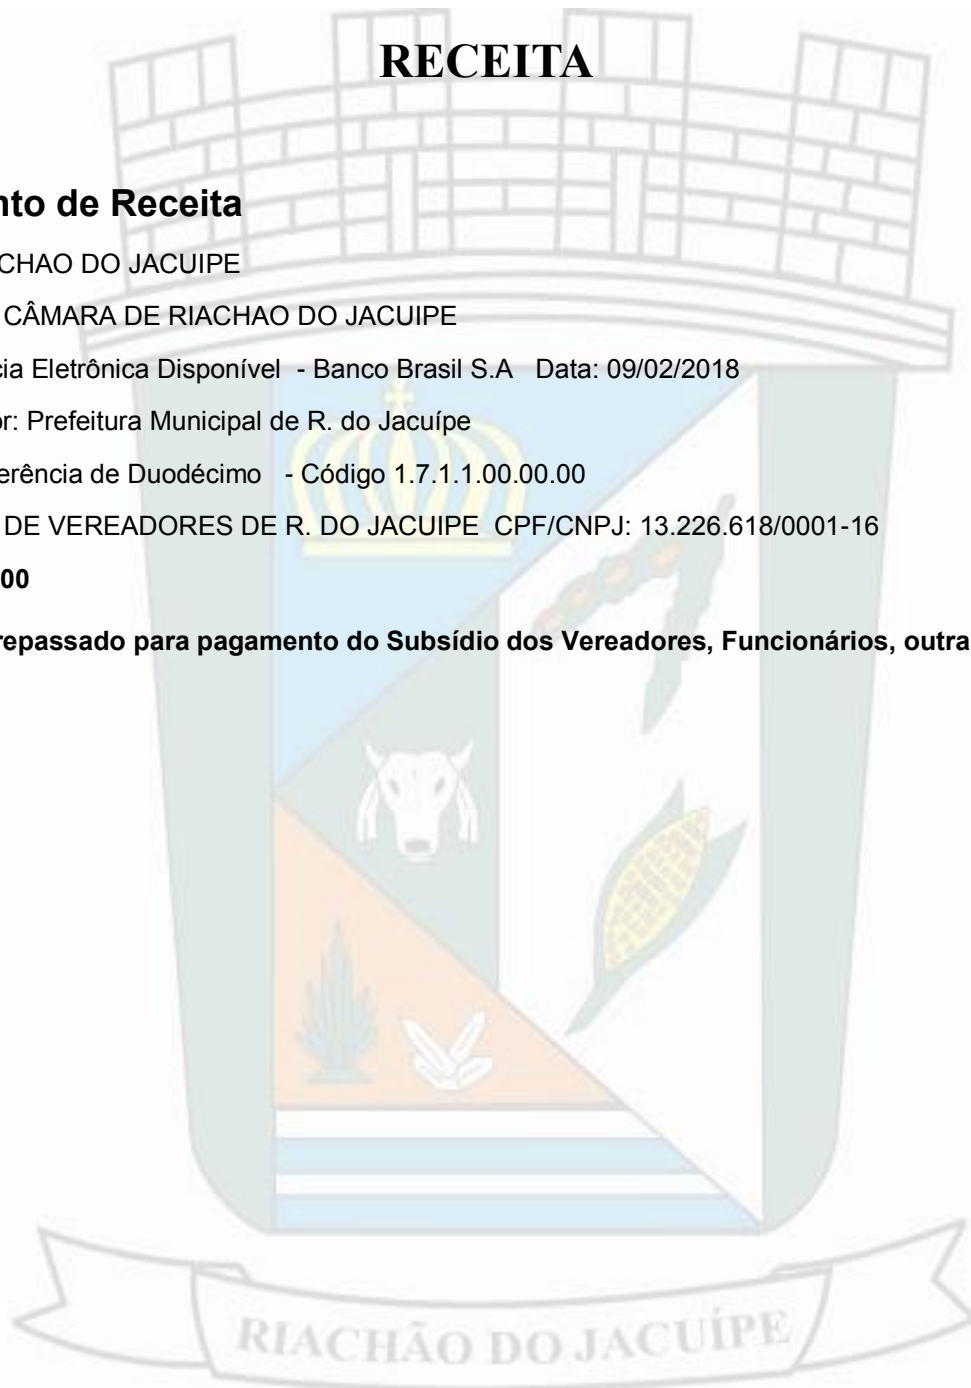 RECEITA
nto de Receita
CHAO DO JACUIPE
CÂMARA DE RIACHAO DO JACUIPE
cia Eletrônica Disponível - Banco Brasil S.A Data: 09/02/2018
or: Prefeitura Municipal de R. do Jacuípe
erência de Duodécimo - Código 1.7.1.1.00.00.00
DE VEREADORES DE R. DO JACUIPE CPF/CNPJ: 13.226.618/0001-16
00
repassado para pagamento do Subsídio dos Vereadores, Funcionários, outra
RIACHÃO DO JACUÍPE